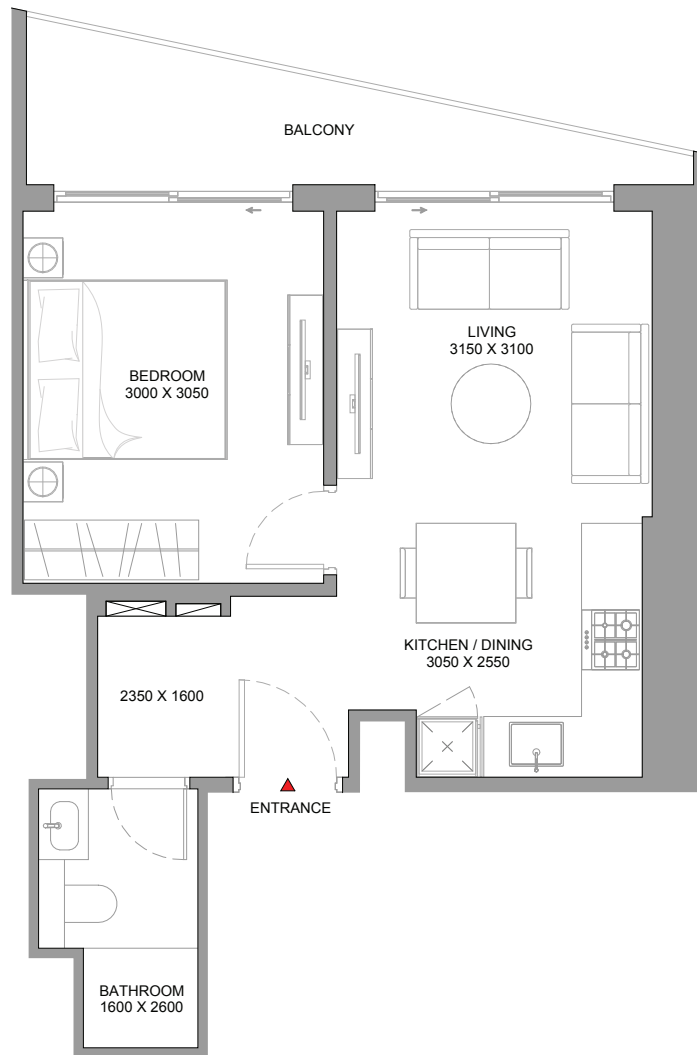 BALCONY
LIVING
3150 X 3100
BEDROOM
3000 X 3050
KITCHEN / DINING
3050 X 2550
2350 X 1600
ENTRANCE
BATHROOM
1600 X 2600